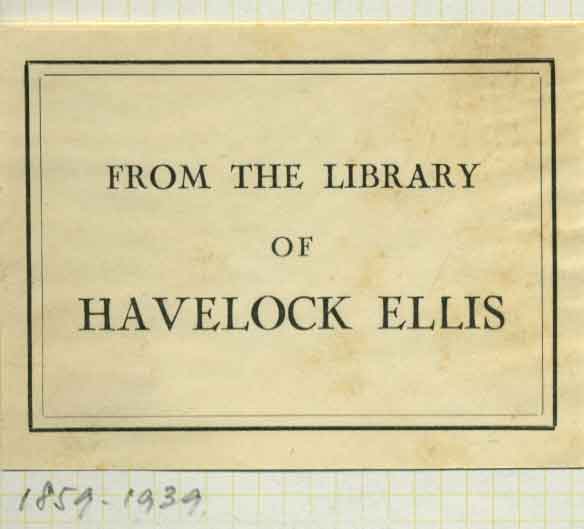 FROM THE LIBRARY
OF
HAVELOCK ELLIS
1859-1939